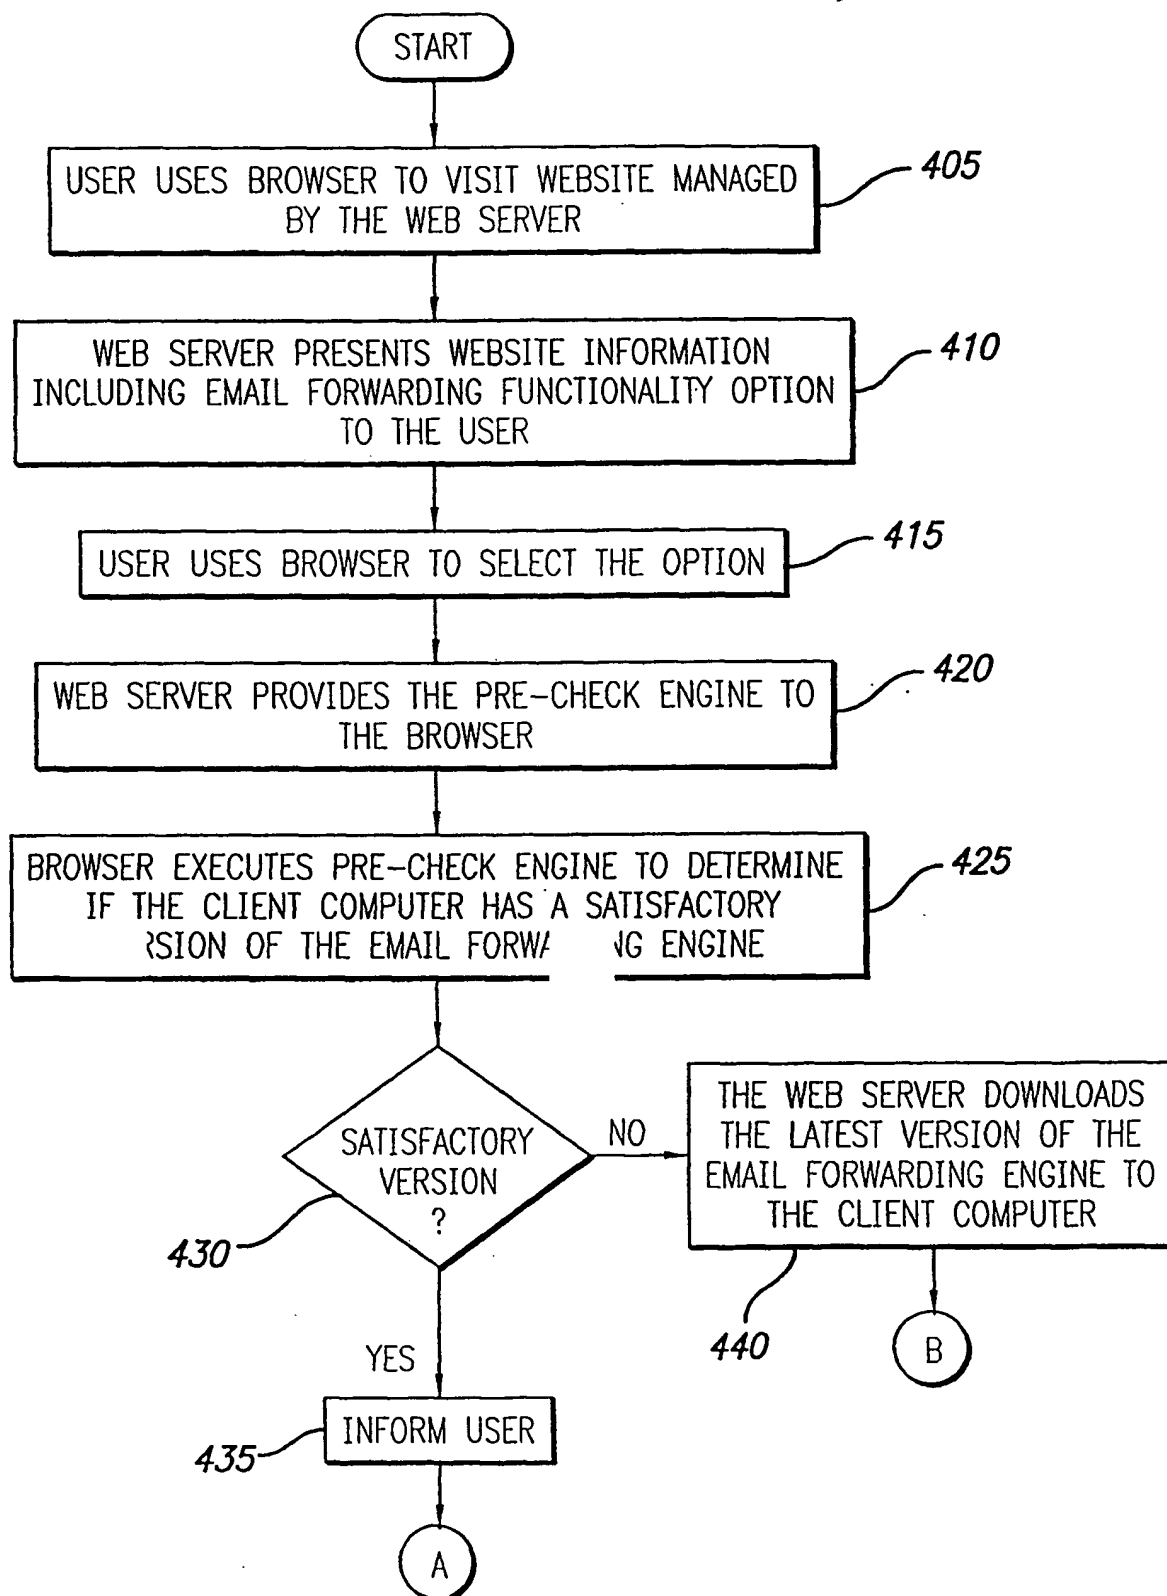 START
USER USES BROWSER TO VISIT WEBSITE MANAGED
BY THE WEB SERVER
405
WEB SERVER PRESENTS WEBSITE INFORMATION
INCLUDING EMAIL FORWARDING FUNCTIONALITY OPTION
TO THE USER
410
USER USES BROWSER TO SELECT THE OPTION
415
WEB SERVER PROVIDES THE PRE-CHECK ENGINE TO
THE BROWSER
420
BROWSER EXECUTES PRE-CHECK ENGINE TO DETERMINE
IF THE CLIENT COMPUTER HAS A SATISFACTORY
OF THE EMAIL ENGINE
425
SATISFACTORY
VERSION
?
430
NO
THE WEB SERVER DOWNLOADS
THE LATEST VERSION OF THE
EMAIL FORWARDING ENGINE TO
THE CLIENT COMPUTER
440
B
YES
INFORM USER
435
A